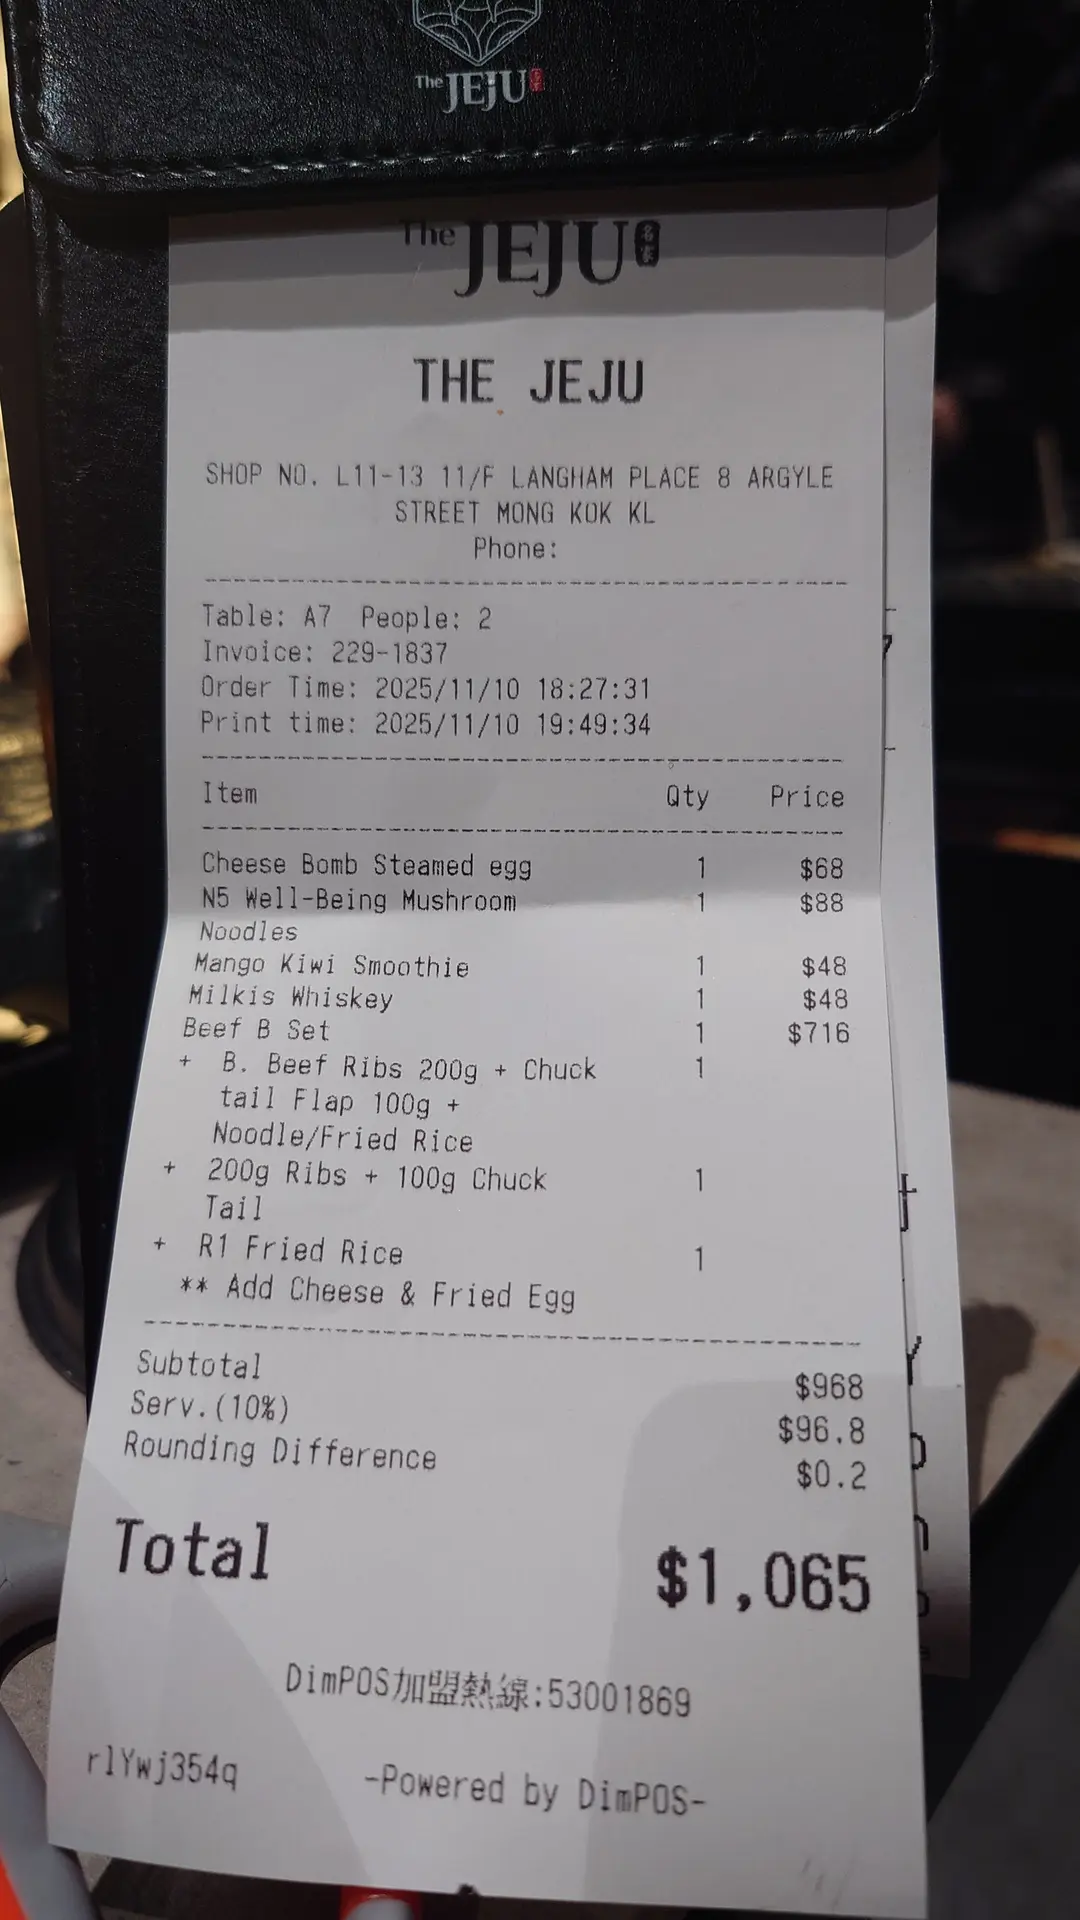 The JEJU
The JEJU名家
THE JEJU
SHOP NO. L11-13 11/F LANGHAM PLACE 8 ARGYLE
STREET MONG KOK KL
Phone:
Table: A7 People: 2
Invoice: 229-1837
Order Time: 2025/11/10 18:27:31
Print time: 2025/11/10 19:49:34
Item Qty Price
Cheese Bomb Steamed egg 1 $68
N5 Well-Being Mushroom 1 $88
Noodles
Mango Kiwi Smoothie 1 $48
Milkis Whiskey 1 $48
Beef B Set 1 $716
+ B. Beef Ribs 200g + Chuck 1
tail Flap 100g +
Noodle/Fried Rice
+ 200g Ribs + 100g Chuck 1
Tail
+ R1 Fried Rice 1
** Add Cheese & Fried Egg
Subtotal $968
Serv.(10%) $96.8
Rounding Difference $0.2
Total $1,065
DimPOS加盟熱線:53001869
rlYwj354q -Powered by DimPOS-